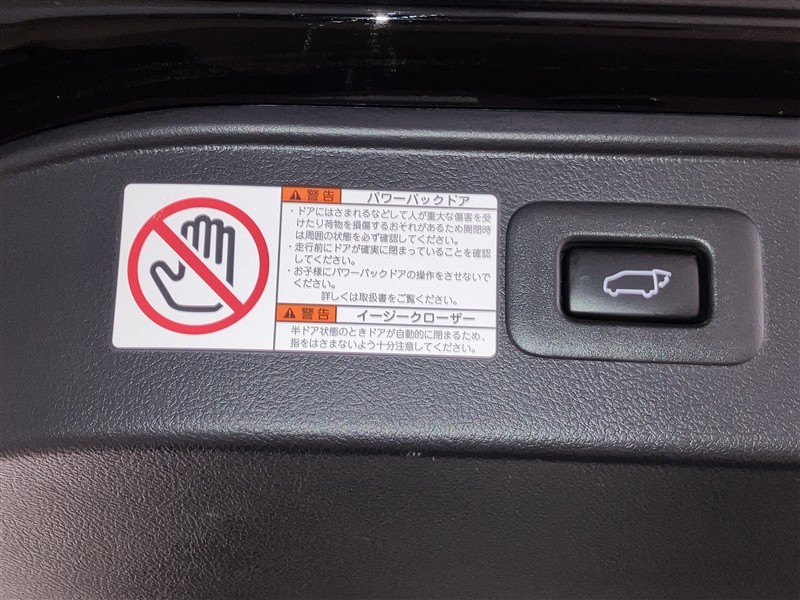 警告 パワーバックドア
・ドアにはさまれるなどして人が重大な傷害を受
けたり荷物を損傷するおそれがあるため開閉時
は周囲の状態を必ず確認してください。
・走行前にドアが確実に閉まっていることを確認
してください。
・お子様にパワーバックドアの操作をさせないで
ください。
詳しくは取扱書をご覧ください。
警告 イージークローザー
半ドア状態のときドアが自動的に閉まるため、
指をはさまないよう十分注意してください。